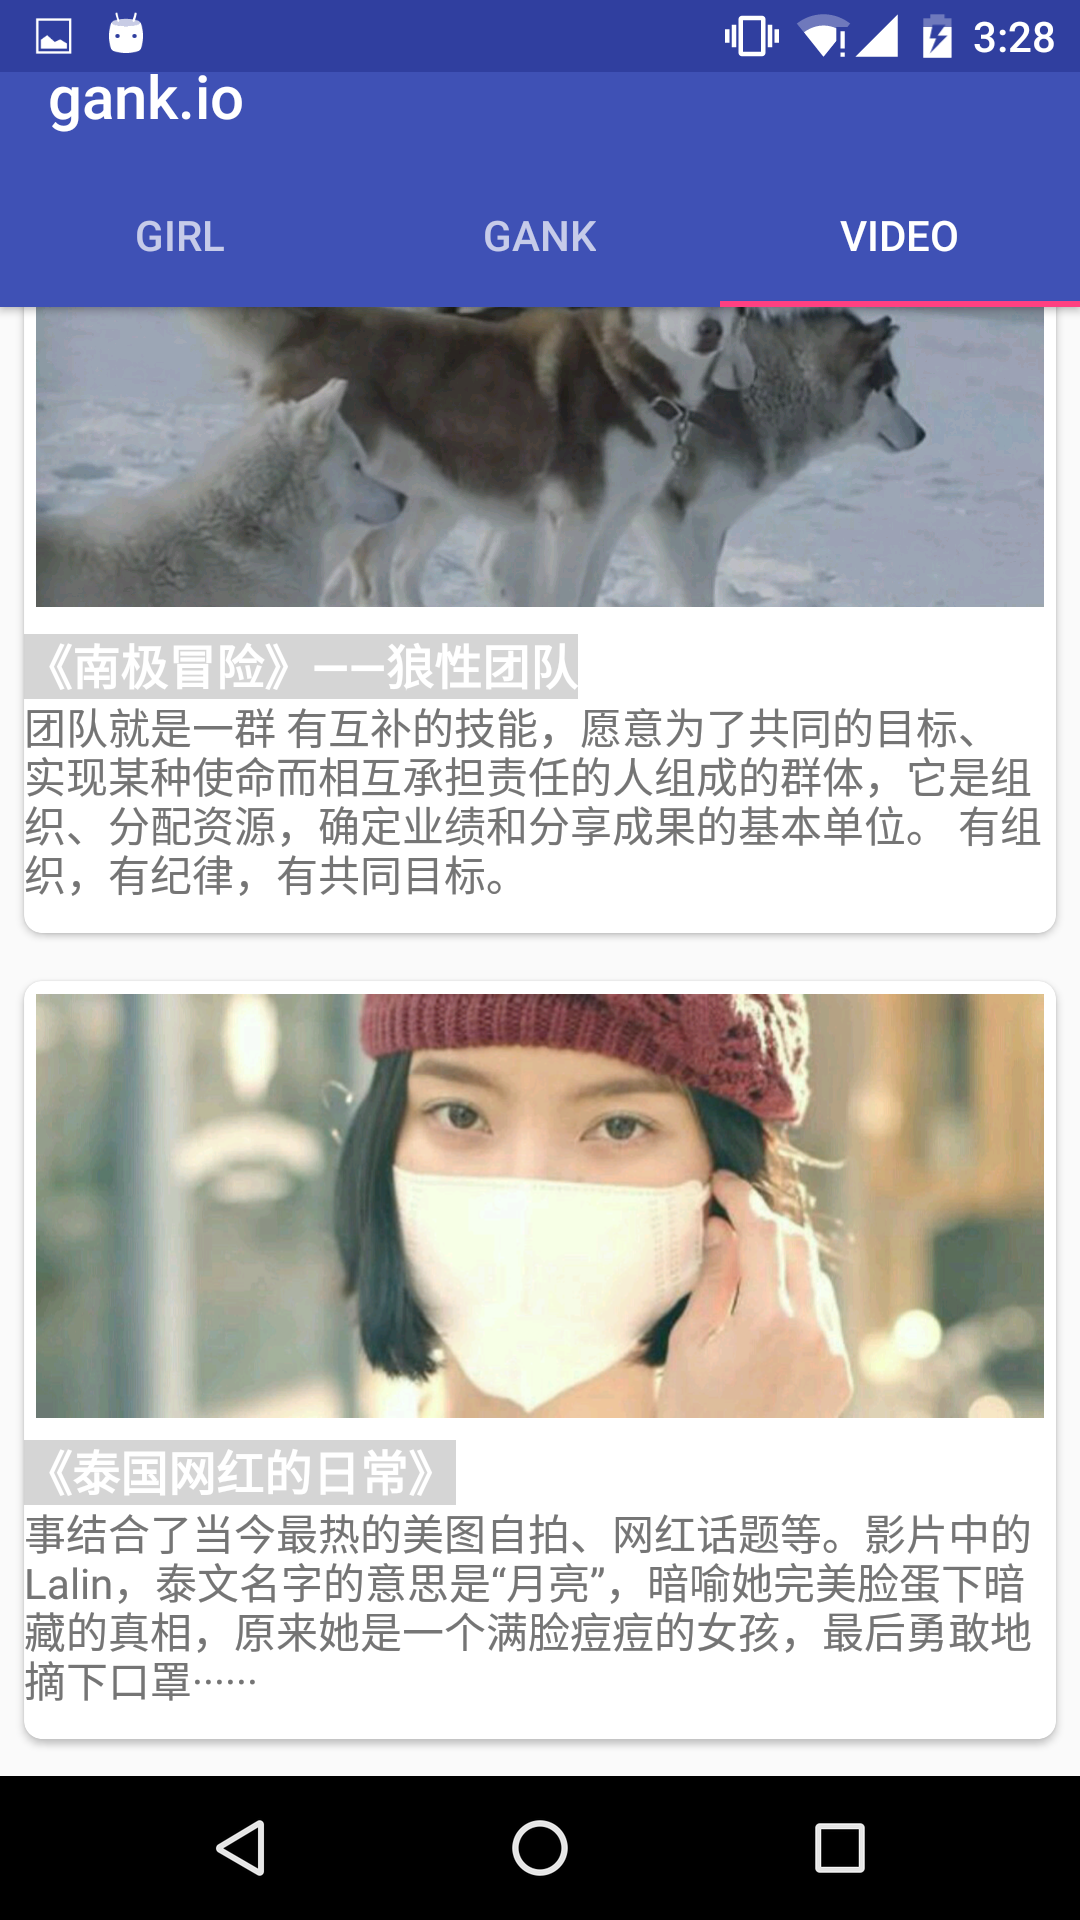 3:28
gank.io
GIRL
GANK
VIDEO
《南极冒险》——狼性团队
团队就是一群 有互补的技能，愿意为了共同的目标、
实现某种使命而相互承担责任的人组成的群体，它是组
织、分配资源，确定业绩和分享成果的基本单位。 有组
织，有纪律，有共同目标。
《泰国网红的日常》
事结合了当今最热的美图自拍、网红话题等。影片中的
Lalin，泰文名字的意思是“月亮”，暗喻她完美脸蛋下暗
藏的真相，原来她是一个满脸痘痘的女孩，最后勇敢地
摘下口罩······